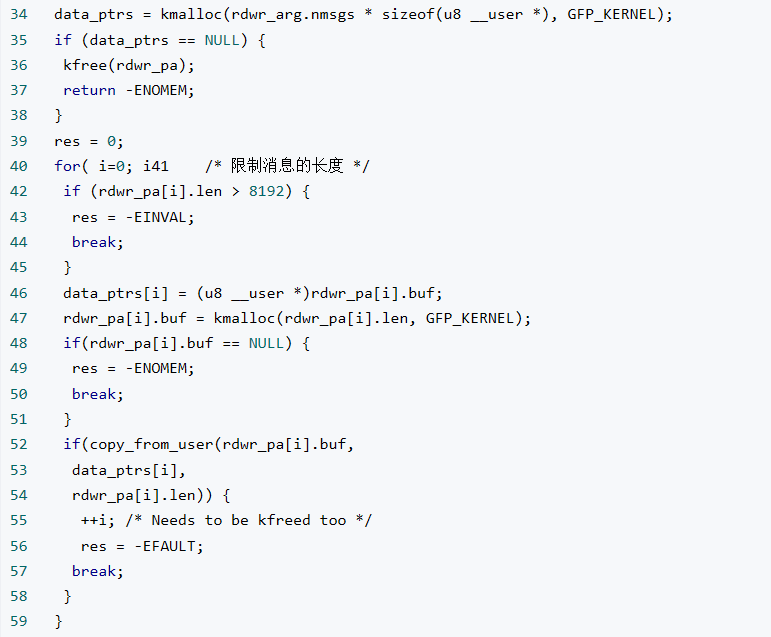 34 data_ptrs = kmalloc(rdwr_arg.nmsgs * sizeof(u8 __user *), GFP_KERNEL);
35 if (data_ptrs == NULL) {
36  kfree(rdwr_pa);
37  return -ENOMEM;
38 }
39 res = 0;
40 for( i=0; i41    /* 限制消息的长度 */
42  if (rdwr_pa[i].len > 8192) {
43   res = -EINVAL;
44   break;
45  }
46  data_ptrs[i] = (u8 __user *)rdwr_pa[i].buf;
47  rdwr_pa[i].buf = kmalloc(rdwr_pa[i].len, GFP_KERNEL);
48  if(rdwr_pa[i].buf == NULL) {
49   res = -ENOMEM;
50   break;
51  }
52  if(copy_from_user(rdwr_pa[i].buf,
53   data_ptrs[i],
54   rdwr_pa[i].len)) {
55    ++i; /* Needs to be kfreed too */
56    res = -EFAULT;
57   break;
58  }
59 }